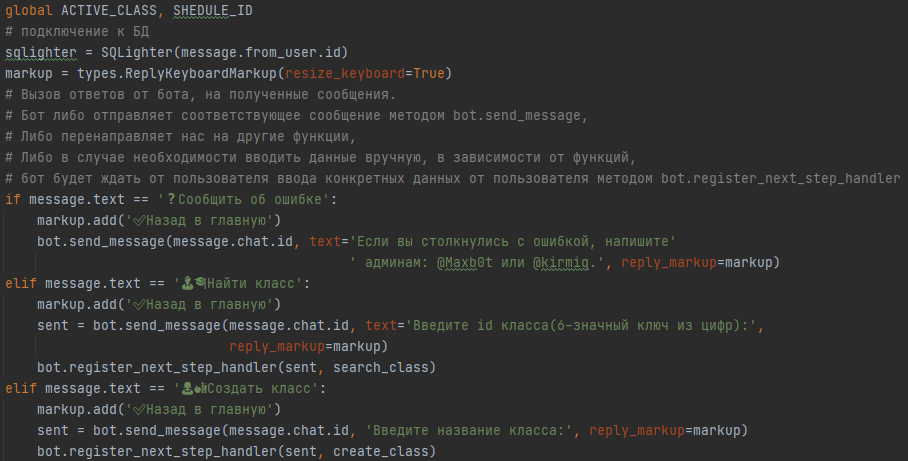 global ACTIVE_CLASS, SHEDULE_ID
# подключение к БД
sqlighter = SQLighter(message.from_user.id)
markup = types.ReplyKeyboardMarkup(resize_keyboard=True)
# Вызов ответов от бота, на полученные сообщения.
# Бот либо отправляет соответствующее сообщение методом bot.send_message,
# Либо перенаправляет нас на другие функции,
# Либо в случае необходимости вводить данные вручную, в зависимости от функций,
# бот будет ждать от пользователя ввода конкретных данных от пользователя методом bot.register_next_step_handler
if message.text == '❓Сообщить об ошибке':
    markup.add('✅Назад в главную')
    bot.send_message(message.chat.id, text='Если вы столкнулись с ошибкой, напишите'
                                           ' админам: @Maxb0t или @kirmiq.', reply_markup=markup)
elif message.text == '👨‍🎓Найти класс':
    markup.add('✅Назад в главную')
    sent = bot.send_message(message.chat.id, text='Введите id класса(6-значный ключ из цифр):',
                            reply_markup=markup)
    bot.register_next_step_handler(sent, search_class)
elif message.text == '👨‍🏫Создать класс':
    markup.add('✅Назад в главную')
    sent = bot.send_message(message.chat.id, 'Введите название класса:', reply_markup=markup)
    bot.register_next_step_handler(sent, create_class)